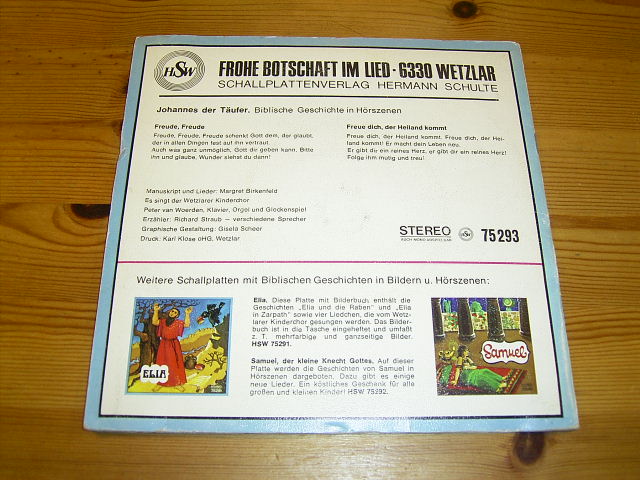 HSW
FROHE BOTSCHAFT IM LIED · 6330 WETZLAR
SCHALLPLATTENVERLAG HERMANN SCHULTE
Johannes der Täufer. Biblische Geschichte in Hörszenen
Freude, Freude
Freude, Freude, Freude schenkt Gott dem, der glaubt,
der in allen Dingen fest auf ihn vertraut.
Auch was ganz unmöglich, Gott dir geben kann. Bitte
ihn und glaube, Wunder siehst du dann!
Freue dich, der Heiland kommt
Freue dich, der Heiland kommt. Freue dich, der Hei-
land kommt! Er macht dein Leben neu.
Er gibt dir ein reines Herz, er gibt dir ein reines Herz!
Folge ihm mutig und treu!
Manuskript und Lieder: Margret Birkenfeld
Es singt der Wetzlarer Kinderchor
Peter van Woerden, Klavier, Orgel und Glockenspiel
Erzähler: Richard Straub — verschiedene Sprecher
Graphische Gestaltung: Gisela Scheer
Druck: Karl Klose oHG, Wetzlar
STEREO HSW 75 293
AUCH MONO ABSPIELBAR
Weitere Schallplatten mit Biblischen Geschichten in Bildern u. Hörszenen:
ELIA
Elia. Diese Platte mit Bilderbuch enthält die
Geschichten „Elia und die Raben" und „Elia
in Zarpath" sowie vier Liedchen, die vom Wetz-
larer Kinderchor gesungen werden. Das Bilder-
buch ist in die Tasche eingeheftet und umfaßt
z. T. mehrfarbige und ganzseitige Bilder.
HSW 75291.
Samuel, der kleine Knecht Gottes. Auf dieser
Platte werden die Geschichten von Samuel in
Hörszenen dargeboten. Dazu gibt es einige
neue Lieder. Ein köstliches Geschenk für alle
großen und kleinen Kinder! HSW 75292.
Samuel